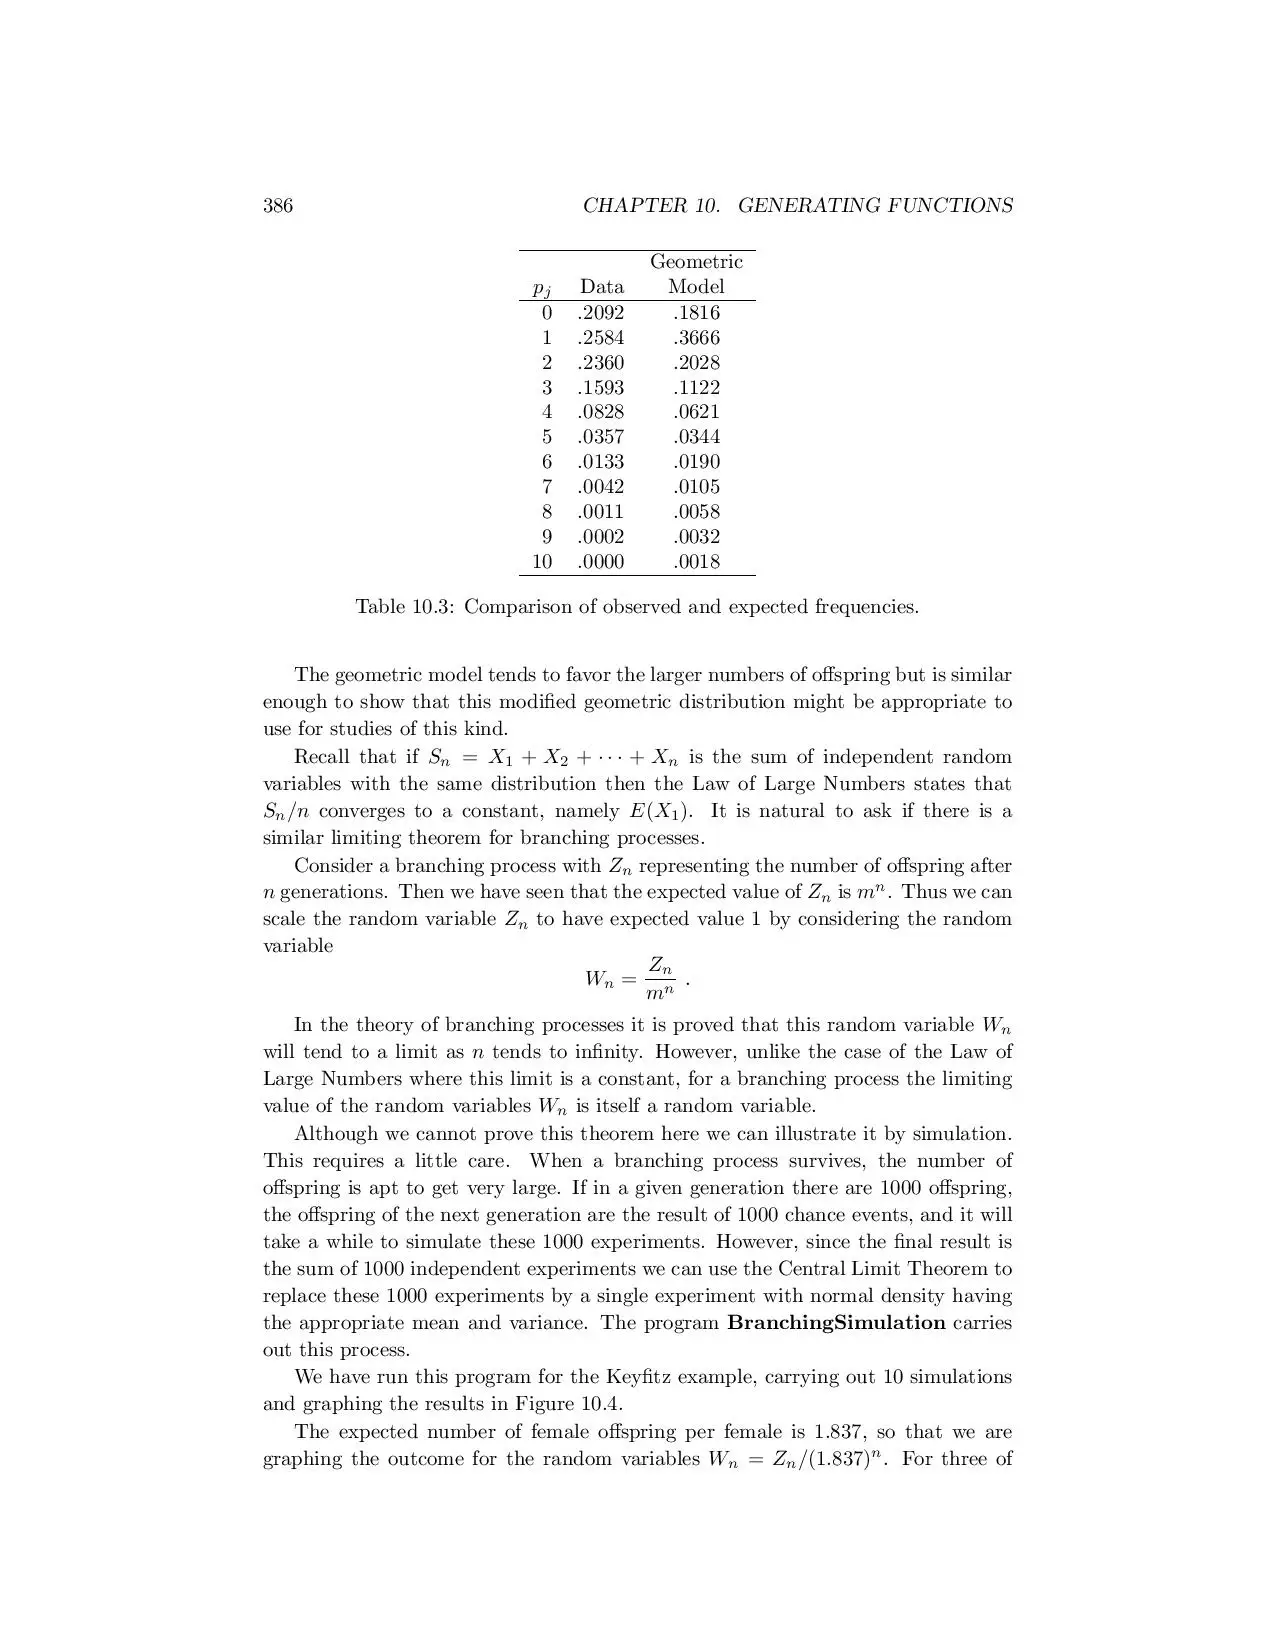 386 CHAPTER 10. GENERATING FUNCTIONS
Geometric
p_j Data Model
0 .2092 .1816
1 .2584 .3666
2 .2360 .2028
3 .1593 .1122
4 .0828 .0621
5 .0357 .0344
6 .0133 .0190
7 .0042 .0105
8 .0011 .0058
9 .0002 .0032
10 .0000 .0018
Table 10.3: Comparison of observed and expected frequencies.
The geometric model tends to favor the larger numbers of offspring but is similar
enough to show that this modified geometric distribution might be appropriate to
use for studies of this kind.
Recall that if S_n = X_1 + X_2 + ··· + X_n is the sum of independent random
variables with the same distribution then the Law of Large Numbers states that
S_n/n converges to a constant, namely E(X_1). It is natural to ask if there is a
similar limiting theorem for branching processes.
Consider a branching process with Z_n representing the number of offspring after
n generations. Then we have seen that the expected value of Z_n is m^n. Thus we can
scale the random variable Z_n to have expected value 1 by considering the random
variable
W_n = Z_n/m^n .
In the theory of branching processes it is proved that this random variable W_n
will tend to a limit as n tends to infinity. However, unlike the case of the Law of
Large Numbers where this limit is a constant, for a branching process the limiting
value of the random variables W_n is itself a random variable.
Although we cannot prove this theorem here we can illustrate it by simulation.
This requires a little care. When a branching process survives, the number of
offspring is apt to get very large. If in a given generation there are 1000 offspring,
the offspring of the next generation are the result of 1000 chance events, and it will
take a while to simulate these 1000 experiments. However, since the final result is
the sum of 1000 independent experiments we can use the Central Limit Theorem to
replace these 1000 experiments by a single experiment with normal density having
the appropriate mean and variance. The program BranchingSimulation carries
out this process.
We have run this program for the Keyfitz example, carrying out 10 simulations
and graphing the results in Figure 10.4.
The expected number of female offspring per female is 1.837, so that we are
graphing the outcome for the random variables W_n = Z_n/(1.837)^n. For three of